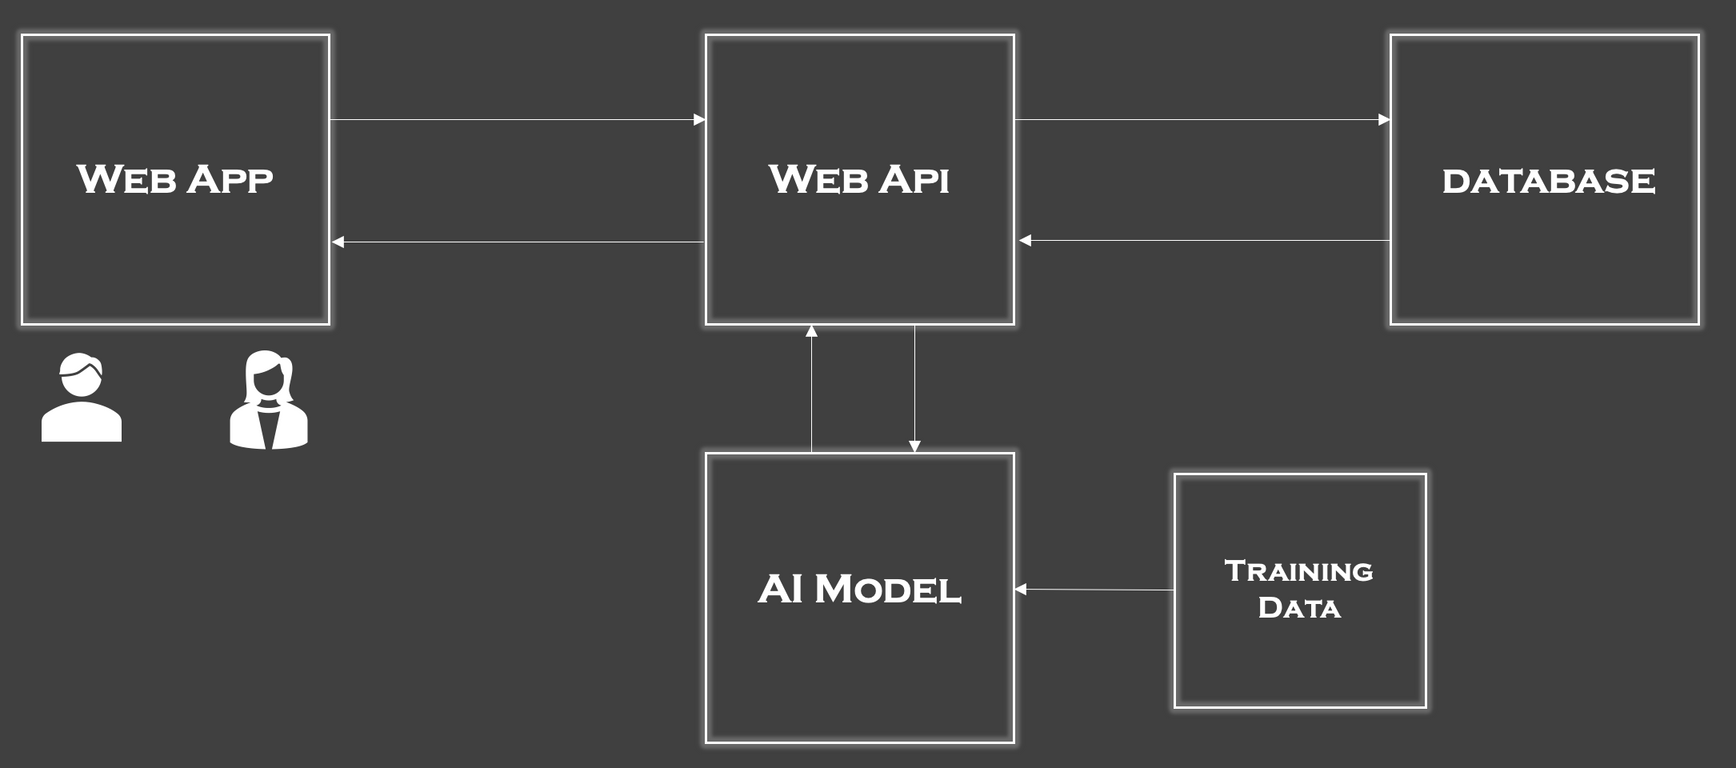 Web App
Web Api
DATABASE
AI Model
Training
Data